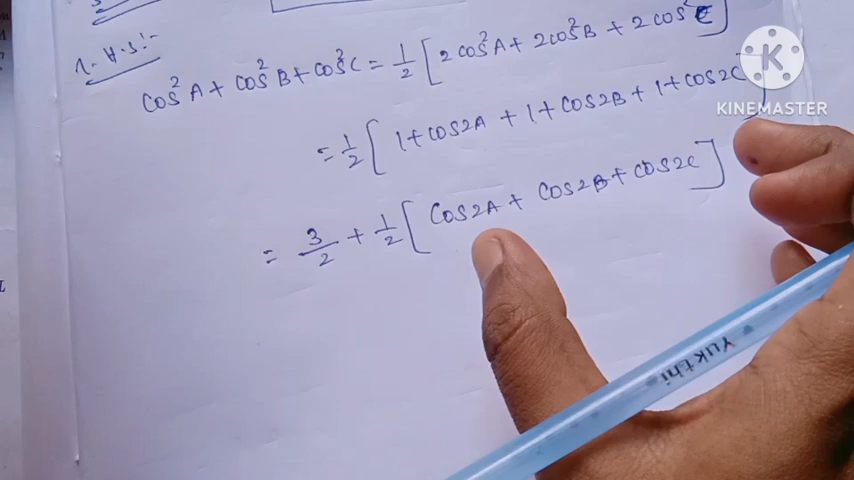 L.H.S:-
cos²A + cos²B + cos²C = 1/2 [2cos²A + 2cos²B + 2cos²C]
= 1/2 [1+cos2A + 1+cos2B + 1+cos2C]
KINEMASTER
= 3/2 + 1/2 [cos2A + cos2B + cos2C]
Yukthi